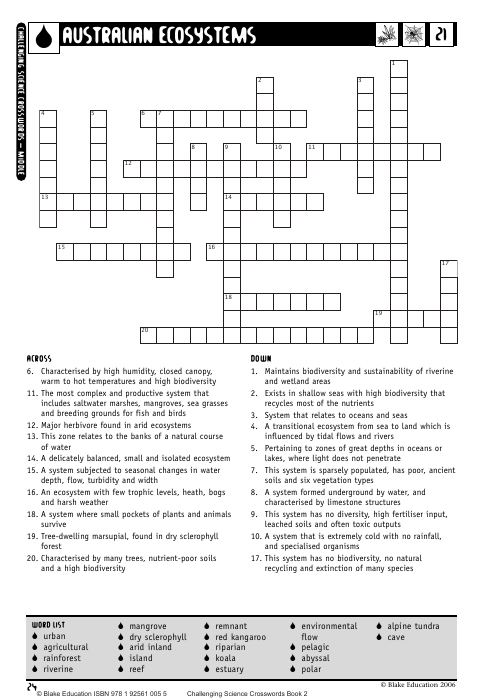 AUSTRALIAN ECOSYSTEMS
21
CHALLENGING SCIENCE CROSSWORDS – MIDDLE
1
2
3
4
5
6
7
8
9
10
11
12
13
14
15
16
17
18
19
20
ACROSS
6. Characterised by high humidity, closed canopy,
warm to hot temperatures and high biodiversity
11. The most complex and productive system that
includes saltwater marshes, mangroves, sea grasses
and breeding grounds for fish and birds
12. Major herbivore found in arid ecosystems
13. This zone relates to the banks of a natural course
of water
14. A delicately balanced, small and isolated ecosystem
15. A system subjected to seasonal changes in water
depth, flow, turbidity and width
16. An ecosystem with few trophic levels, heath, bogs
and harsh weather
18. A system where small pockets of plants and animals
survive
19. Tree-dwelling marsupial, found in dry sclerophyll
forest
20. Characterised by many trees, nutrient-poor soils
and a high biodiversity
DOWN
1. Maintains biodiversity and sustainability of riverine
and wetland areas
2. Exists in shallow seas with high biodiversity that
recycles most of the nutrients
3. System that relates to oceans and seas
4. A transitional ecosystem from sea to land which is
influenced by tidal flows and rivers
5. Pertaining to zones of great depths in oceans or
lakes, where light does not penetrate
7. This system is sparsely populated, has poor, ancient
soils and six vegetation types
8. A system formed underground by water, and
characterised by limestone structures
9. This system has no diversity, high fertiliser input,
leached soils and often toxic outputs
10. A system that is extremely cold with no rainfall,
and specialised organisms
17. This system has no biodiversity, no natural
recycling and extinction of many species
WORD LIST
urban
agricultural
rainforest
riverine
mangrove
dry sclerophyll
arid inland
island
reef
remnant
red kangaroo
riparian
koala
estuary
environmental
flow
pelagic
abyssal
polar
alpine tundra
cave
24
© Blake Education 2006
© Blake Education ISBN 978 1 92561 005 5 Challenging Science Crosswords Book 2